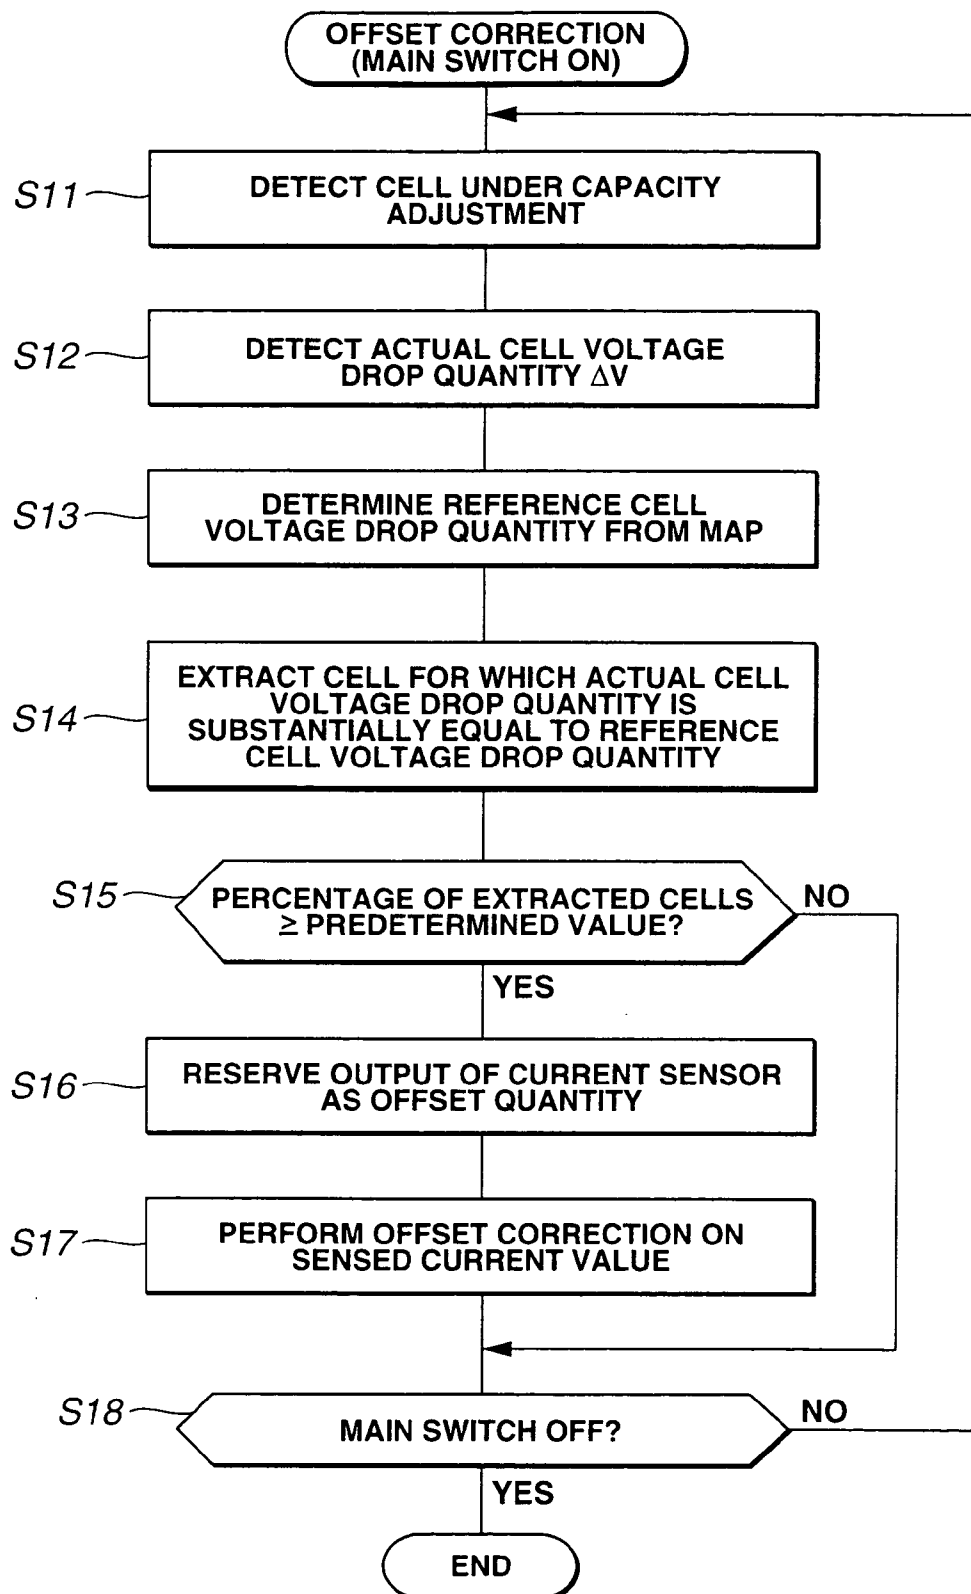 OFFSET CORRECTION
(MAIN SWITCH ON)
S11
DETECT CELL UNDER CAPACITY
ADJUSTMENT
S12
DETECT ACTUAL CELL VOLTAGE
DROP QUANTITY ΔV
S13
DETERMINE REFERENCE CELL
VOLTAGE DROP QUANTITY FROM MAP
S14
EXTRACT CELL FOR WHICH ACTUAL CELL
VOLTAGE DROP QUANTITY IS
SUBSTANTIALLY EQUAL TO REFERENCE
CELL VOLTAGE DROP QUANTITY
S15
PERCENTAGE OF EXTRACTED CELLS
≥ PREDETERMINED VALUE?
NO
YES
S16
RESERVE OUTPUT OF CURRENT SENSOR
AS OFFSET QUANTITY
S17
PERFORM OFFSET CORRECTION ON
SENSED CURRENT VALUE
S18
MAIN SWITCH OFF?
NO
YES
END